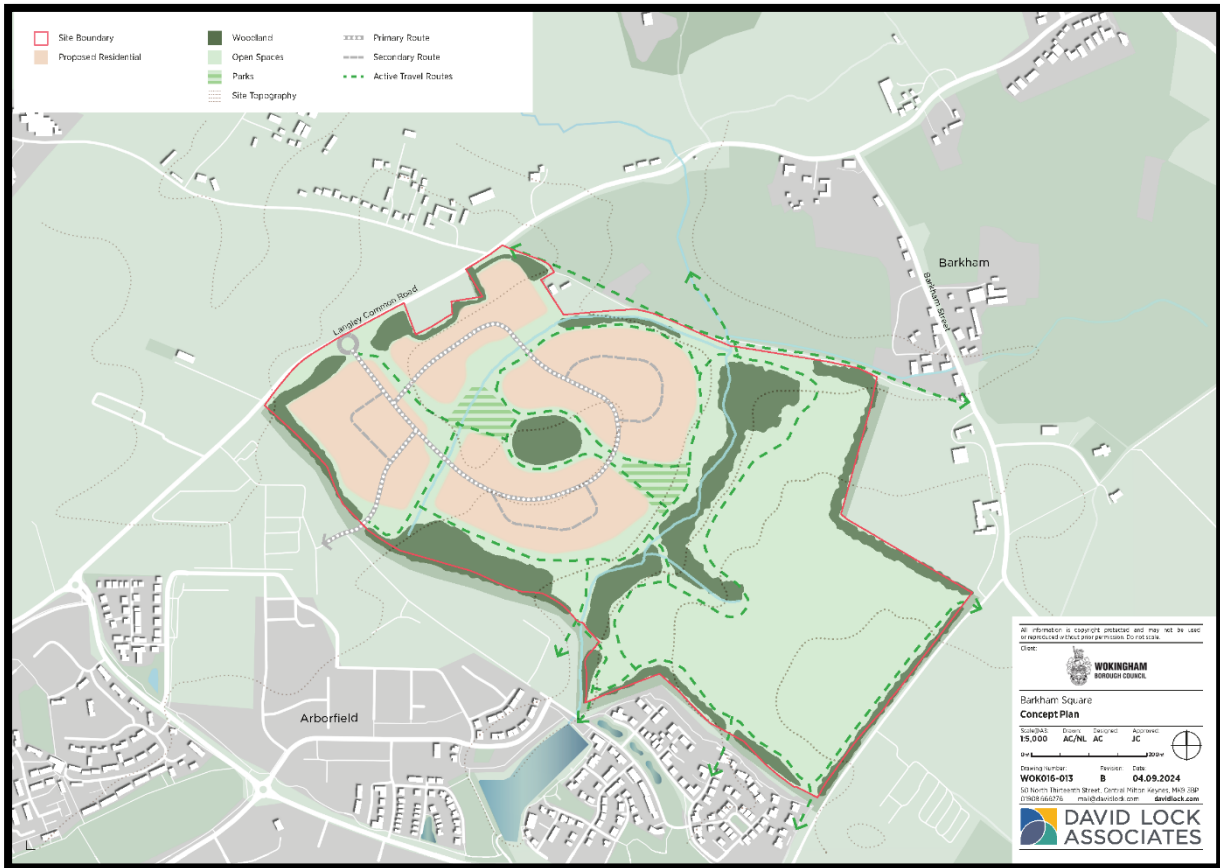 Site Boundary
Proposed Residential
Woodland
Open Spaces
Parks
Site Topography
Primary Route
Secondary Route
Active Travel Routes
Langley Common Road
Barkham
Barkham Street
Arborfield
All information is copyright protected and may not be used
or reproduced without prior permission. Do not scale.
Client:
WOKINGHAM
BOROUGH COUNCIL
Barkham Square
Concept Plan
Drawn: Designed: Approved:
1:5,000 AC/NL AC JC
Drawing Number: Revision: Date:
WOK016-013 B 04.09.2024
50 North Thirteenth Street, Central Milton Keynes, MK9 3BP
01908 666276 mail@davidlock.com davidlock.com
DAVID LOCK
ASSOCIATES